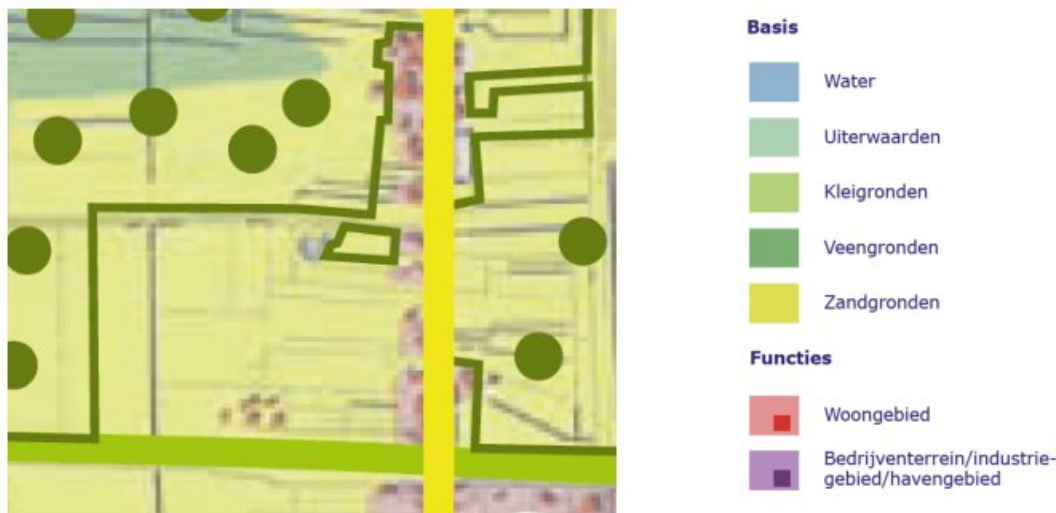 Basis
Water
Uiterwaarden
Kleigronden
Veengronden
Zandgronden
Functies
Woongebied
Bedrijventerrein/industrie-
gebied/havengebied